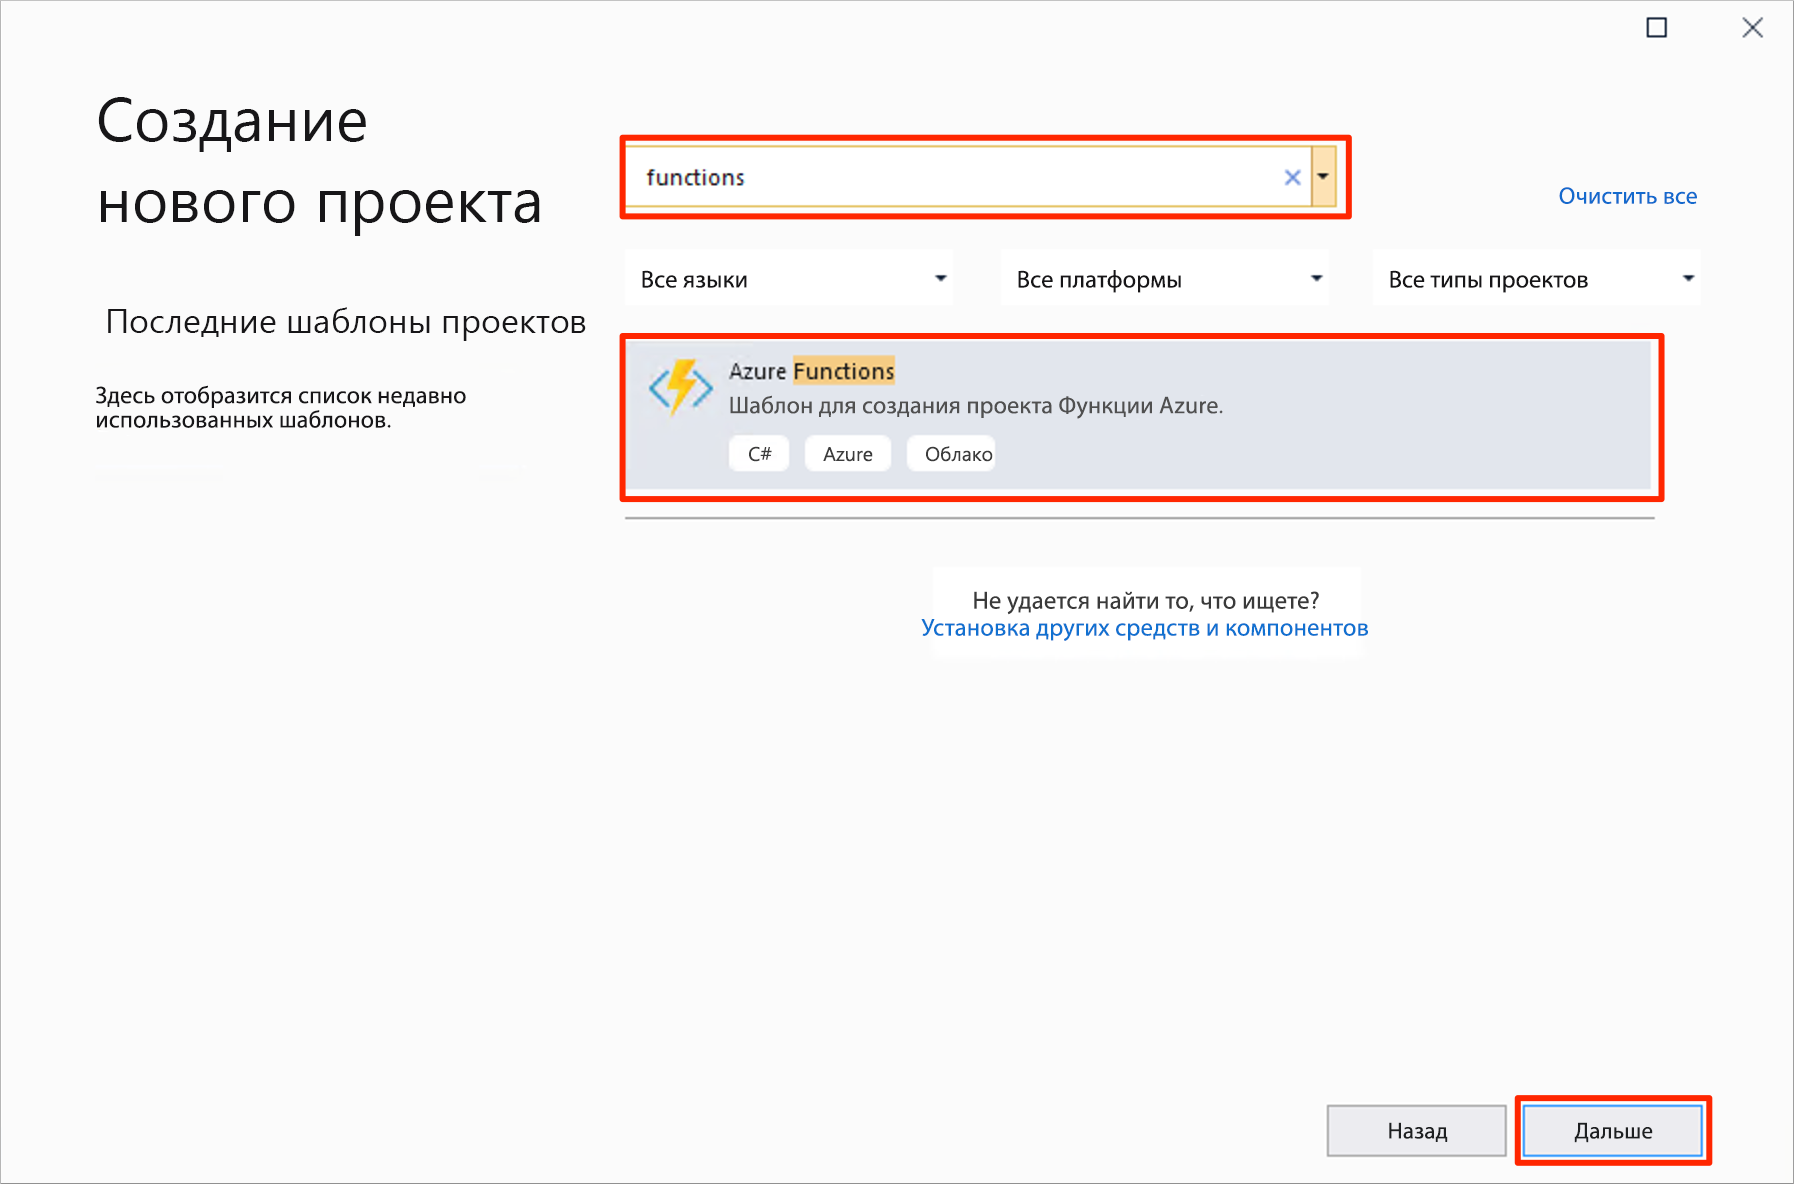 Создание
нового проекта
Последние шаблоны проектов
Здесь отобразится список недавно
использованных шаблонов.
functions
Очистить все
Все языки
Все платформы
Все типы проектов
Azure Functions
Шаблон для создания проекта Функции Azure.
C#
Azure
Облако
Не удается найти то, что ищете?
Установка других средств и компонентов
Назад
Дальше